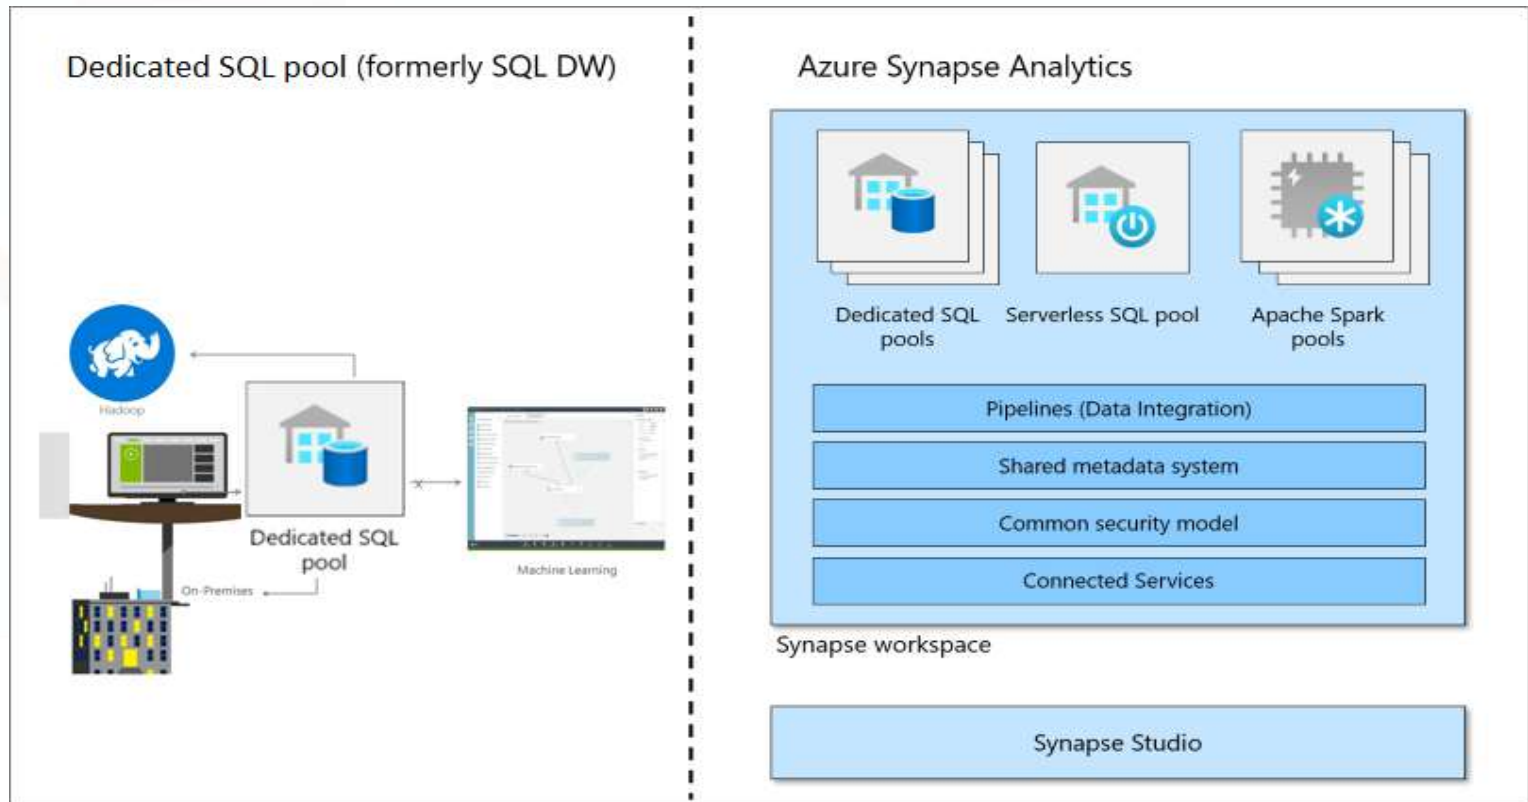 Dedicated SQL pool (formerly SQL DW)
Hadoop
Dedicated SQL
pool
Machine Learning
On-Premises
Azure Synapse Analytics
Dedicated SQL
pools
Serverless SQL pool
Apache Spark
pools
Pipelines (Data Integration)
Shared metadata system
Common security model
Connected Services
Synapse workspace
Synapse Studio